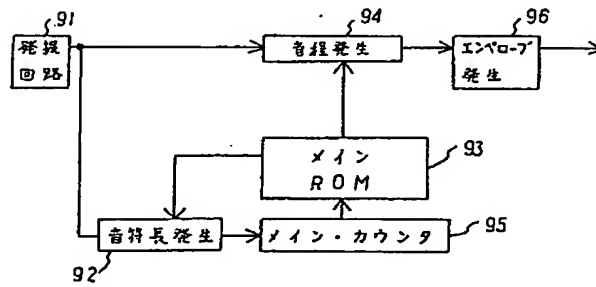 91
発振
回路
94
音程発生
96
エンベロープ
発生
93
メイン
ROM
95
メイン・カウンタ
音符長発生
92